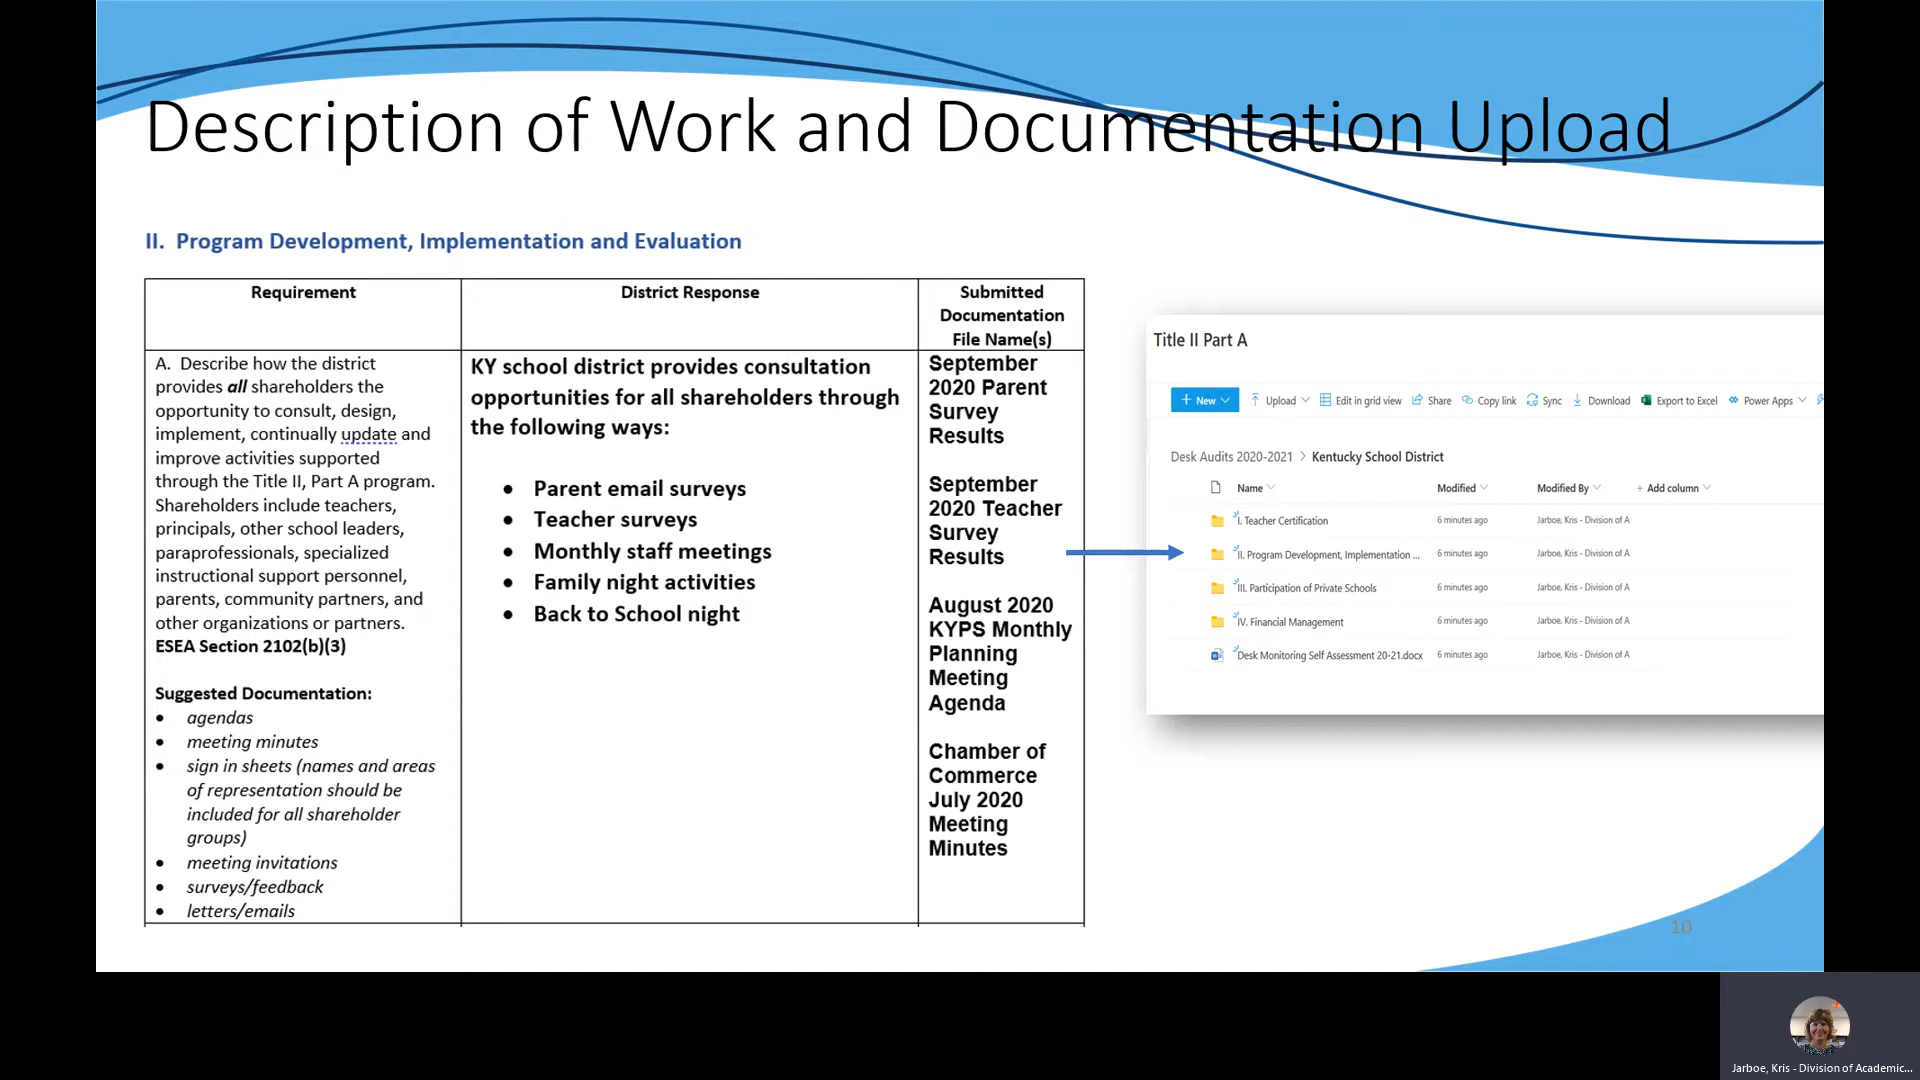 Description of Work and Documentation Upload
II. Program Development, Implementation and Evaluation
Requirement
District Response
Submitted
Documentation
File Name(s)
A. Describe how the district
provides all shareholders the
opportunity to consult, design,
implement, continually update and
improve activities supported
through the Title II, Part A program.
Shareholders include teachers,
principals, other school leaders,
paraprofessionals, specialized
instructional support personnel,
parents, community partners, and
other organizations or partners.
ESEA Section 2102(b)(3)
Suggested Documentation:
• agendas
• meeting minutes
• sign in sheets (names and areas
of representation should be
included for all shareholder
groups)
• meeting invitations
• surveys/feedback
• letters/emails
KY school district provides consultation
opportunities for all shareholders through
the following ways:
• Parent email surveys
• Teacher surveys
• Monthly staff meetings
• Family night activities
• Back to School night
September
2020 Parent
Survey
Results
September
2020 Teacher
Survey
Results
August 2020
KYPS Monthly
Planning
Meeting
Agenda
Chamber of
Commerce
July 2020
Meeting
Minutes
Title II Part A
+ New Upload Edit in grid view Share Copy link Sync Download Export to Excel Power Apps
Desk Audits 2020-2021 > Kentucky School District
Name Modified Modified By + Add column
I. Teacher Certification 6 minutes ago Jarboe, Kris - Division of A
II. Program Development, Implementation ... 6 minutes ago Jarboe, Kris - Division of A
III. Participation of Private Schools 6 minutes ago Jarboe, Kris - Division of A
IV. Financial Management 6 minutes ago Jarboe, Kris - Division of A
Desk Monitoring Self Assessment 20-21.docx 6 minutes ago Jarboe, Kris - Division of A
10
Jarboe, Kris - Division of Academic...